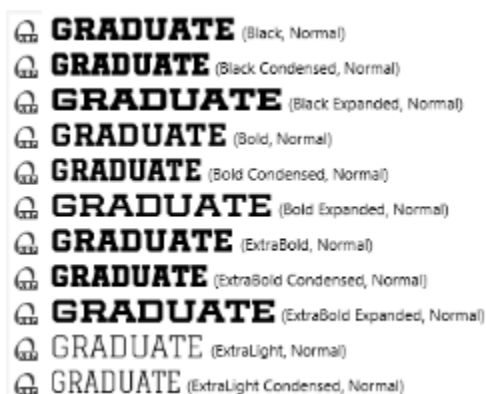 GRADUATE (Black, Normal)
GRADUATE (Black Condensed, Normal)
GRADUATE (Black Expanded, Normal)
GRADUATE (Bold, Normal)
GRADUATE (Bold Condensed, Normal)
GRADUATE (Bold Expanded, Normal)
GRADUATE (ExtraBold, Normal)
GRADUATE (ExtraBold Condensed, Normal)
GRADUATE (ExtraBold Expanded, Normal)
GRADUATE (ExtraLight, Normal)
GRADUATE (ExtraLight Condensed, Normal)